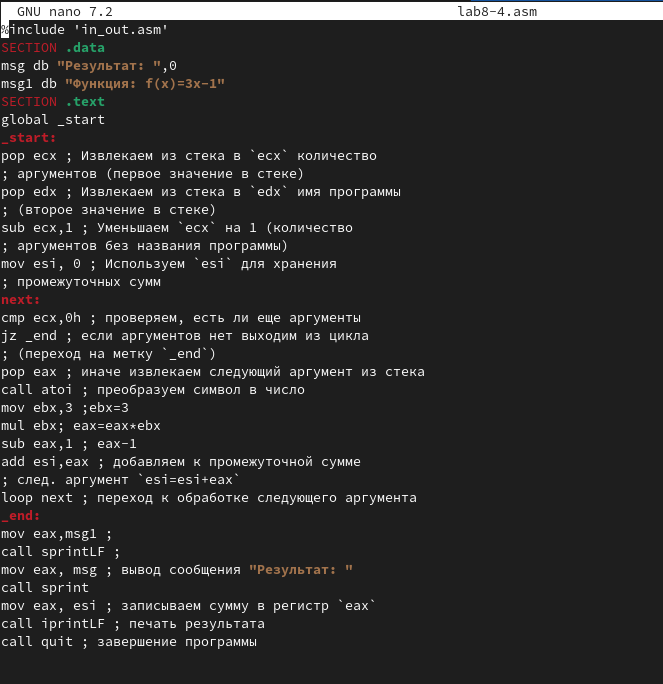 GNU nano 7.2 lab8-4.asm
%include 'in_out.asm'
SECTION .data
msg db "Результат: ",0
msg1 db "Функция: f(x)=3x-1"
SECTION .text
global _start
_start:
pop ecx ; Извлекаем из стека в `ecx` количество
; аргументов (первое значение в стеке)
pop edx ; Извлекаем из стека в `edx` имя программы
; (второе значение в стеке)
sub ecx,1 ; Уменьшаем `ecx` на 1 (количество
; аргументов без названия программы)
mov esi, 0 ; Используем `esi` для хранения
; промежуточных сумм
next:
cmp ecx,0h ; проверяем, есть ли еще аргументы
jz _end ; если аргументов нет выходим из цикла
; (переход на метку `_end`)
pop eax ; иначе извлекаем следующий аргумент из стека
call atoi ; преобразуем символ в число
mov ebx,3 ;ebx=3
mul ebx; eax=eax*ebx
sub eax,1 ; eax-1
add esi,eax ; добавляем к промежуточной сумме
; след. аргумент `esi=esi+eax`
loop next ; переход к обработке следующего аргумента
_end:
mov eax,msg1 ;
call sprintLF ;
mov eax, msg ; вывод сообщения "Результат: "
call sprint
mov eax, esi ; записываем сумму в регистр `eax`
call iprintLF ; печать результата
call quit ; завершение программы